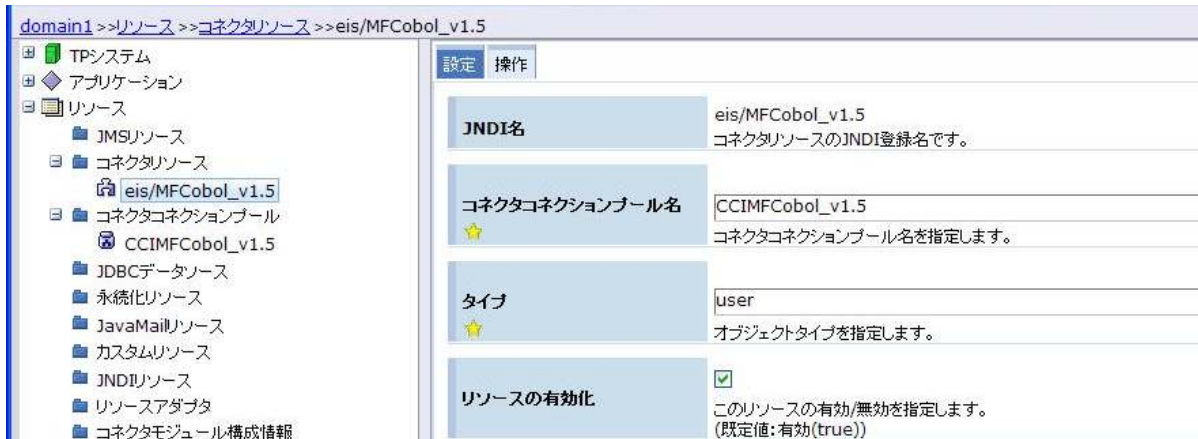 domain1 >>リソース >>コネクタリソース >>eis/MFCobol_v1.5
TPシステム
アプリケーション
リソース
JMSリソース
コネクタリソース
eis/MFCobol_v1.5
コネクタコネクションプール
CCIMFCobol_v1.5
JDBCデータソース
永続化リソース
JavaMailリソース
カスタムリソース
JNDIリソース
リソースアダプタ
コネクタモジュール構成情報
設定 操作
JNDI名
eis/MFCobol_v1.5
コネクタリソースのJNDI登録名です。
コネクタコネクションプール名
CCIMFCobol_v1.5
コネクタコネクションプール名を指定します。
タイプ
user
オブジェクトタイプを指定します。
リソースの有効化
このリソースの有効/無効を指定します。
(既定値:有効(true))